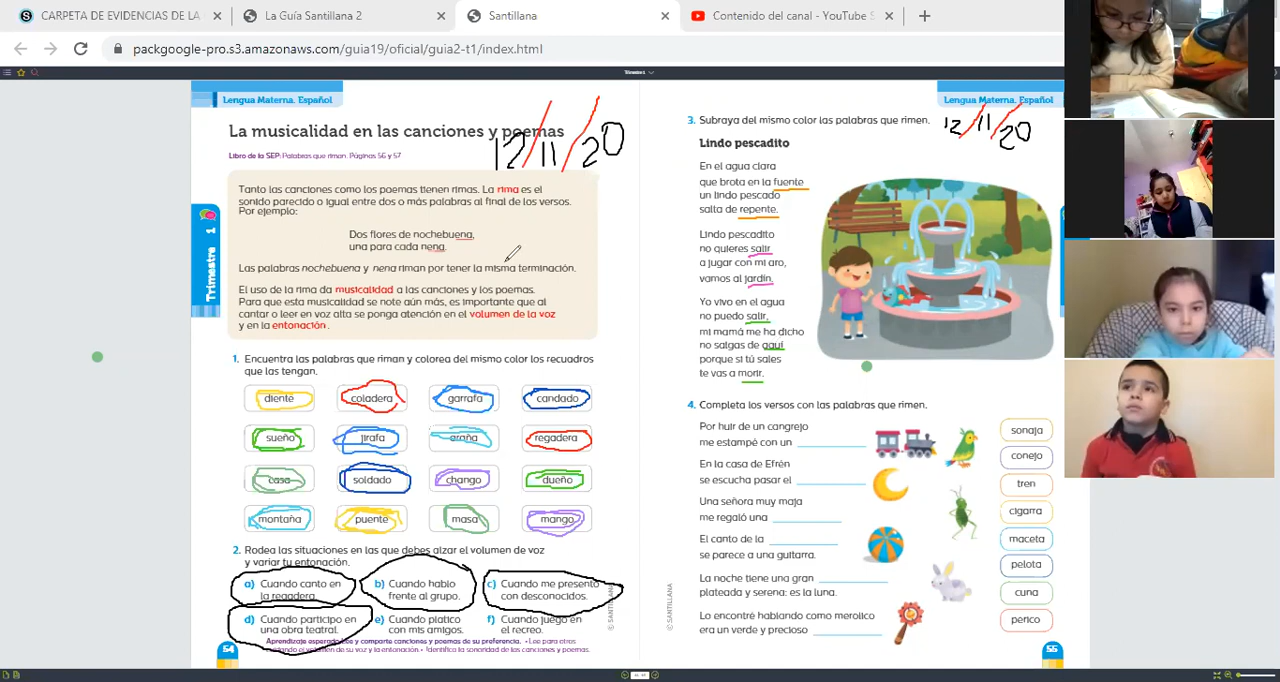 CARPETA DE EVIDENCIAS DE LA
La Guía Santillana 2
Santillana
Contenido del canal - YouTube S
packgoogle-pro.s3.amazonaws.com/guia19/oficial/guia2-t1/index.html
Trimestre 1
Lengua Materna. Español
La musicalidad en las canciones y poemas
12/11/20
Libro de la SEP: Palabras que riman. Páginas 56 y 57
Tanto las canciones como los poemas tienen rimas. La rima es el
sonido parecido o igual entre dos o más palabras al final de los versos.
Por ejemplo:
Dos flores de nochebuena,
una para cada nena.
Las palabras nochebuena y nena riman por tener la misma terminación.
El uso de la rima da musicalidad a las canciones y los poemas.
Para que esta musicalidad se note aún más, es importante que al
cantar o leer en voz alta se ponga atención en el volumen de la voz
y en la entonación.
Trimestre 1
1. Encuentra las palabras que riman y colorea del mismo color los recuadros
que las tengan.
diente coladera garrafa candado
sueño jirafa araña regadera
casa soldado chango dueño
montaña puente masa mango
2. Rodea las situaciones en las que debes alzar el volumen de voz
y variar tu entonación.
a) Cuando canto en
la regadera.
b) Cuando hablo
frente al grupo.
c) Cuando me presento
con desconocidos.
d) Cuando participo en
una obra teatral.
e) Cuando platico
con mis amigos.
f) Cuando juego en
el recreo.
54
© SANTILLANA
Lengua Materna. Español
12/11/20
3. Subraya del mismo color las palabras que rimen.
Lindo pescadito
En el agua clara
que brota en la fuente
un lindo pescado
salta de repente.
Lindo pescadito
no quieres salir
a jugar con mi aro,
vamos al jardín.
Yo vivo en el agua
no puedo salir,
mi mamá me ha dicho
no salgas de aquí
porque si tú sales
te vas a morir.
4. Completa los versos con las palabras que rimen.
Por huir de un cangrejo
me estampé con un
En la casa de Efrén
se escucha pasar el
Una señora muy maja
me regaló una
El canto de la
se parece a una guitarra.
La noche tiene una gran
plateada y serena: es la luna.
Lo encontré hablando como merolico
era un verde y precioso
sonaja
conejo
tren
cigarra
maceta
pelota
cuna
perico
© SANTILLANA
55